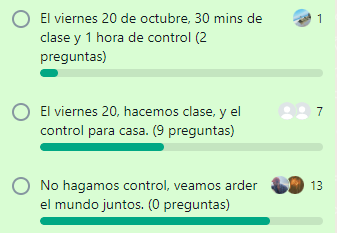 El viernes 20 de octubre, 30 mins de
clase y 1 hora de control (2
preguntas)
1
El viernes 20, hacemos clase, y el
control para casa. (9 preguntas)
7
No hagamos control, veamos arder
el mundo juntos. (0 preguntas)
13